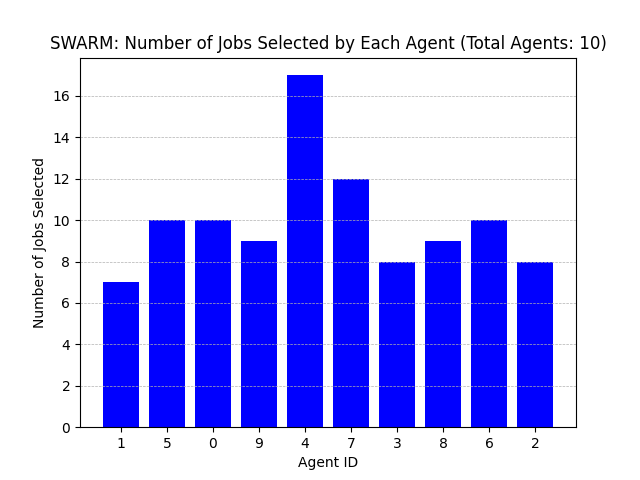 SWARM: Number of Jobs Selected by Each Agent (Total Agents: 10)
Number of Jobs Selected
16
14
12
10
8
6
4
2
0
1 5 0 9 4 7 3 8 6 2
Agent ID